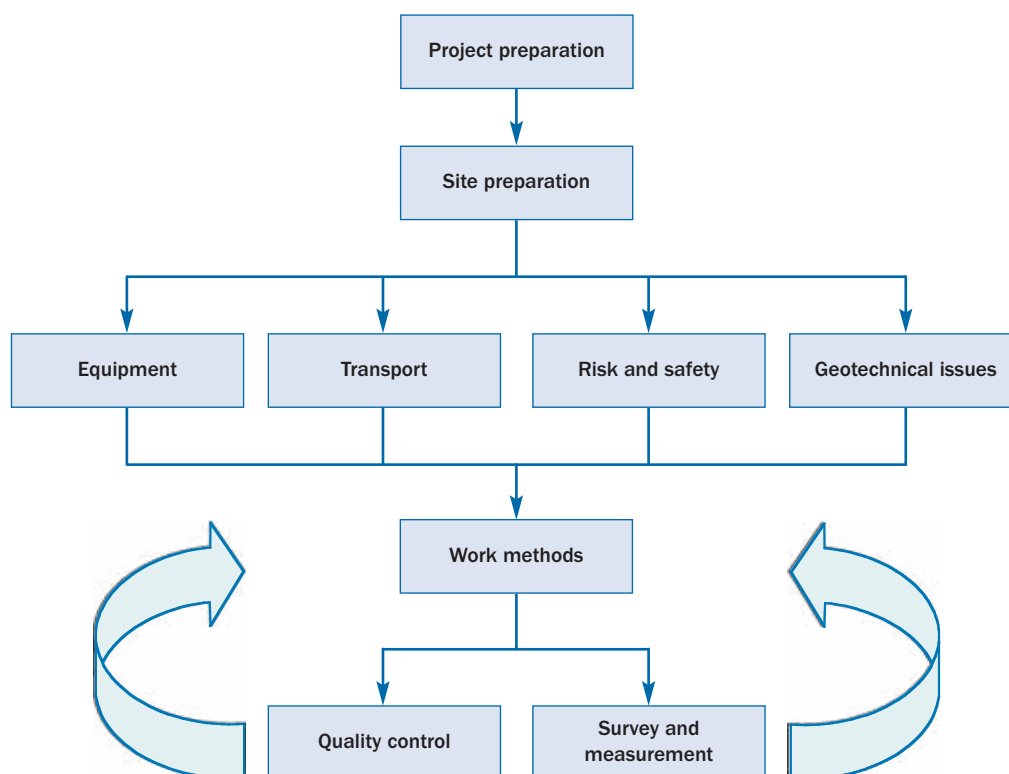 Project preparation
Site preparation
Equipment
Transport
Risk and safety
Geotechnical issues
Work methods
Quality control
Survey and
measurement